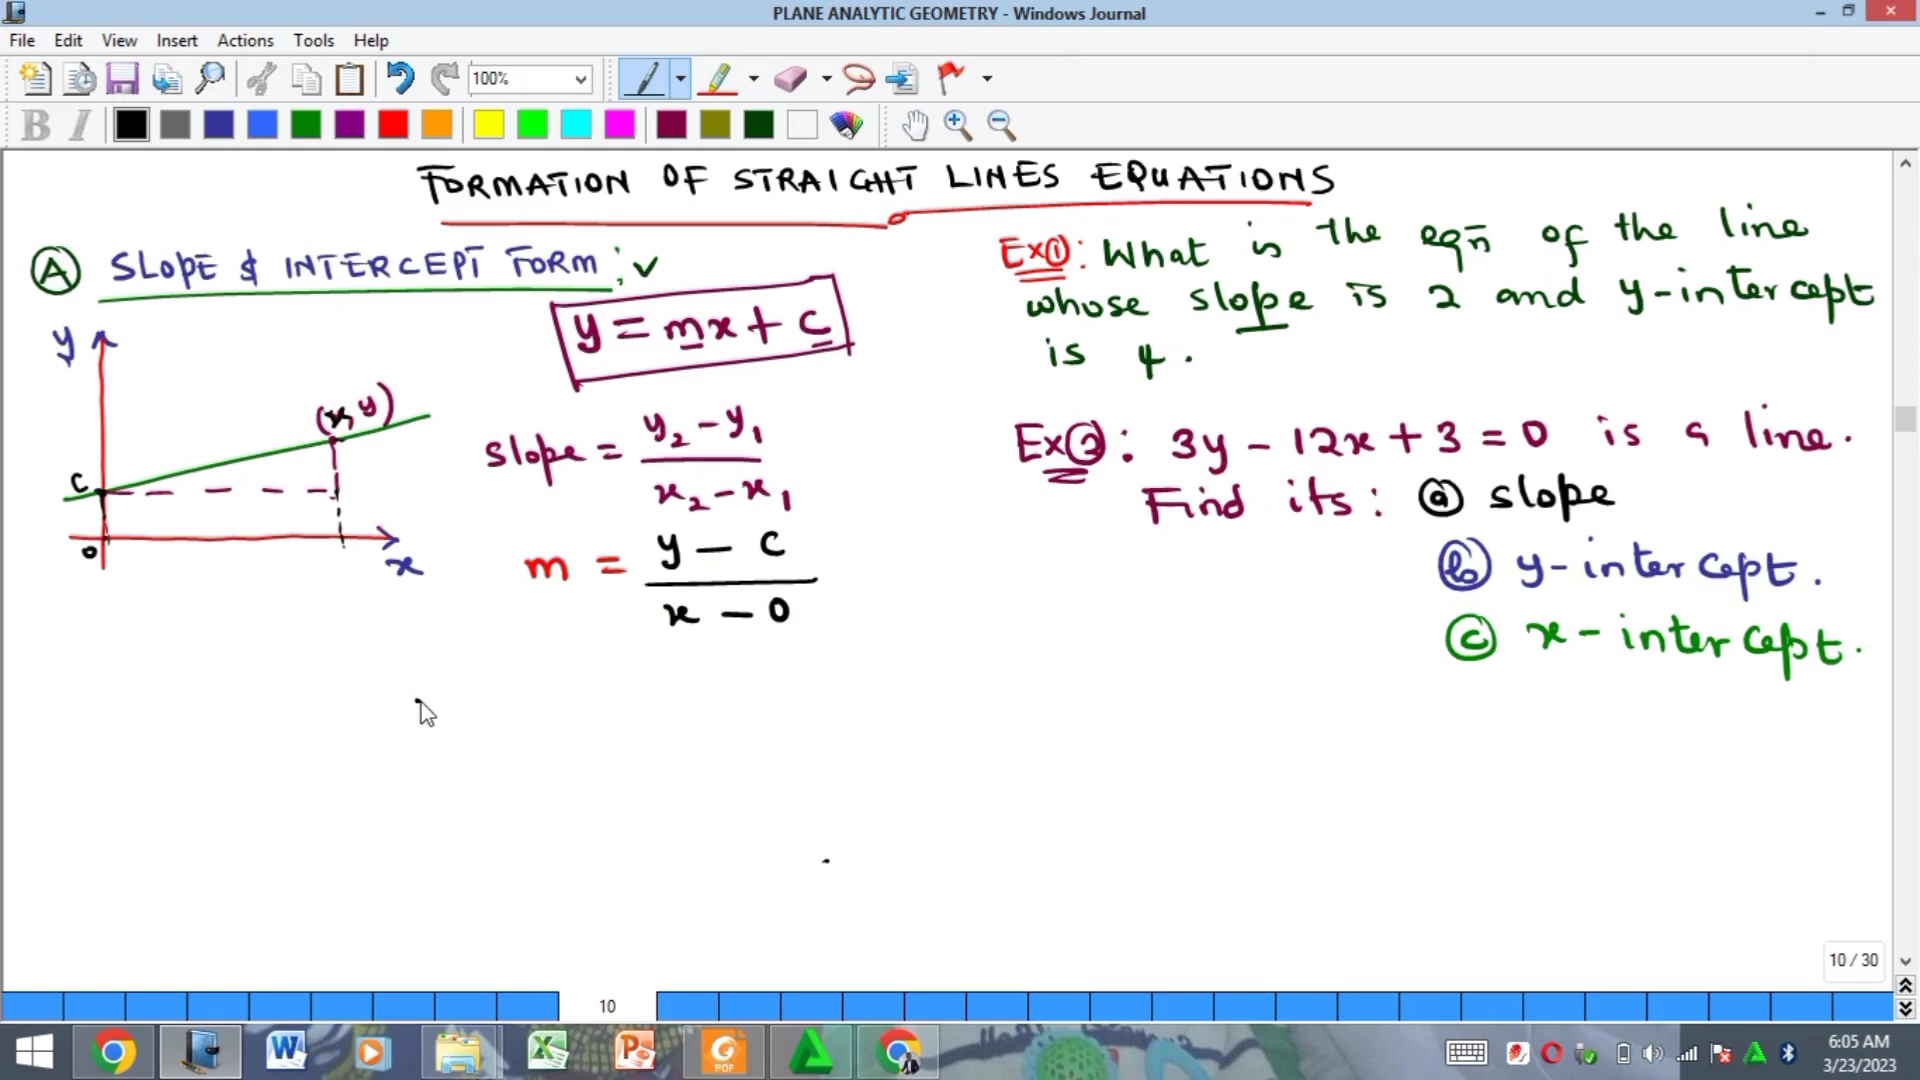 PLANE ANALYTIC GEOMETRY - Windows Journal
File Edit View Insert Actions Tools Help
100%
B I
FORMATION OF STRAIGHT LINES EQUATIONS
Ⓐ SLOPE & INTERCEPT FORM : ✓
y = mx + c
y
(x, y)
c
o
x
slope = y₂ - y₁ / x₂ - x₁
m = y - c / x - 0
Ex①: What is the eqn̄ of the line
whose slope is 2 and y-intercept
is 4.
Ex②: 3y - 12x + 3 = 0 is a line.
Find its: ⓐ slope
ⓑ y-intercept.
ⓒ x-intercept.
10 / 30
10
PDF
6:05 AM
3/23/2023